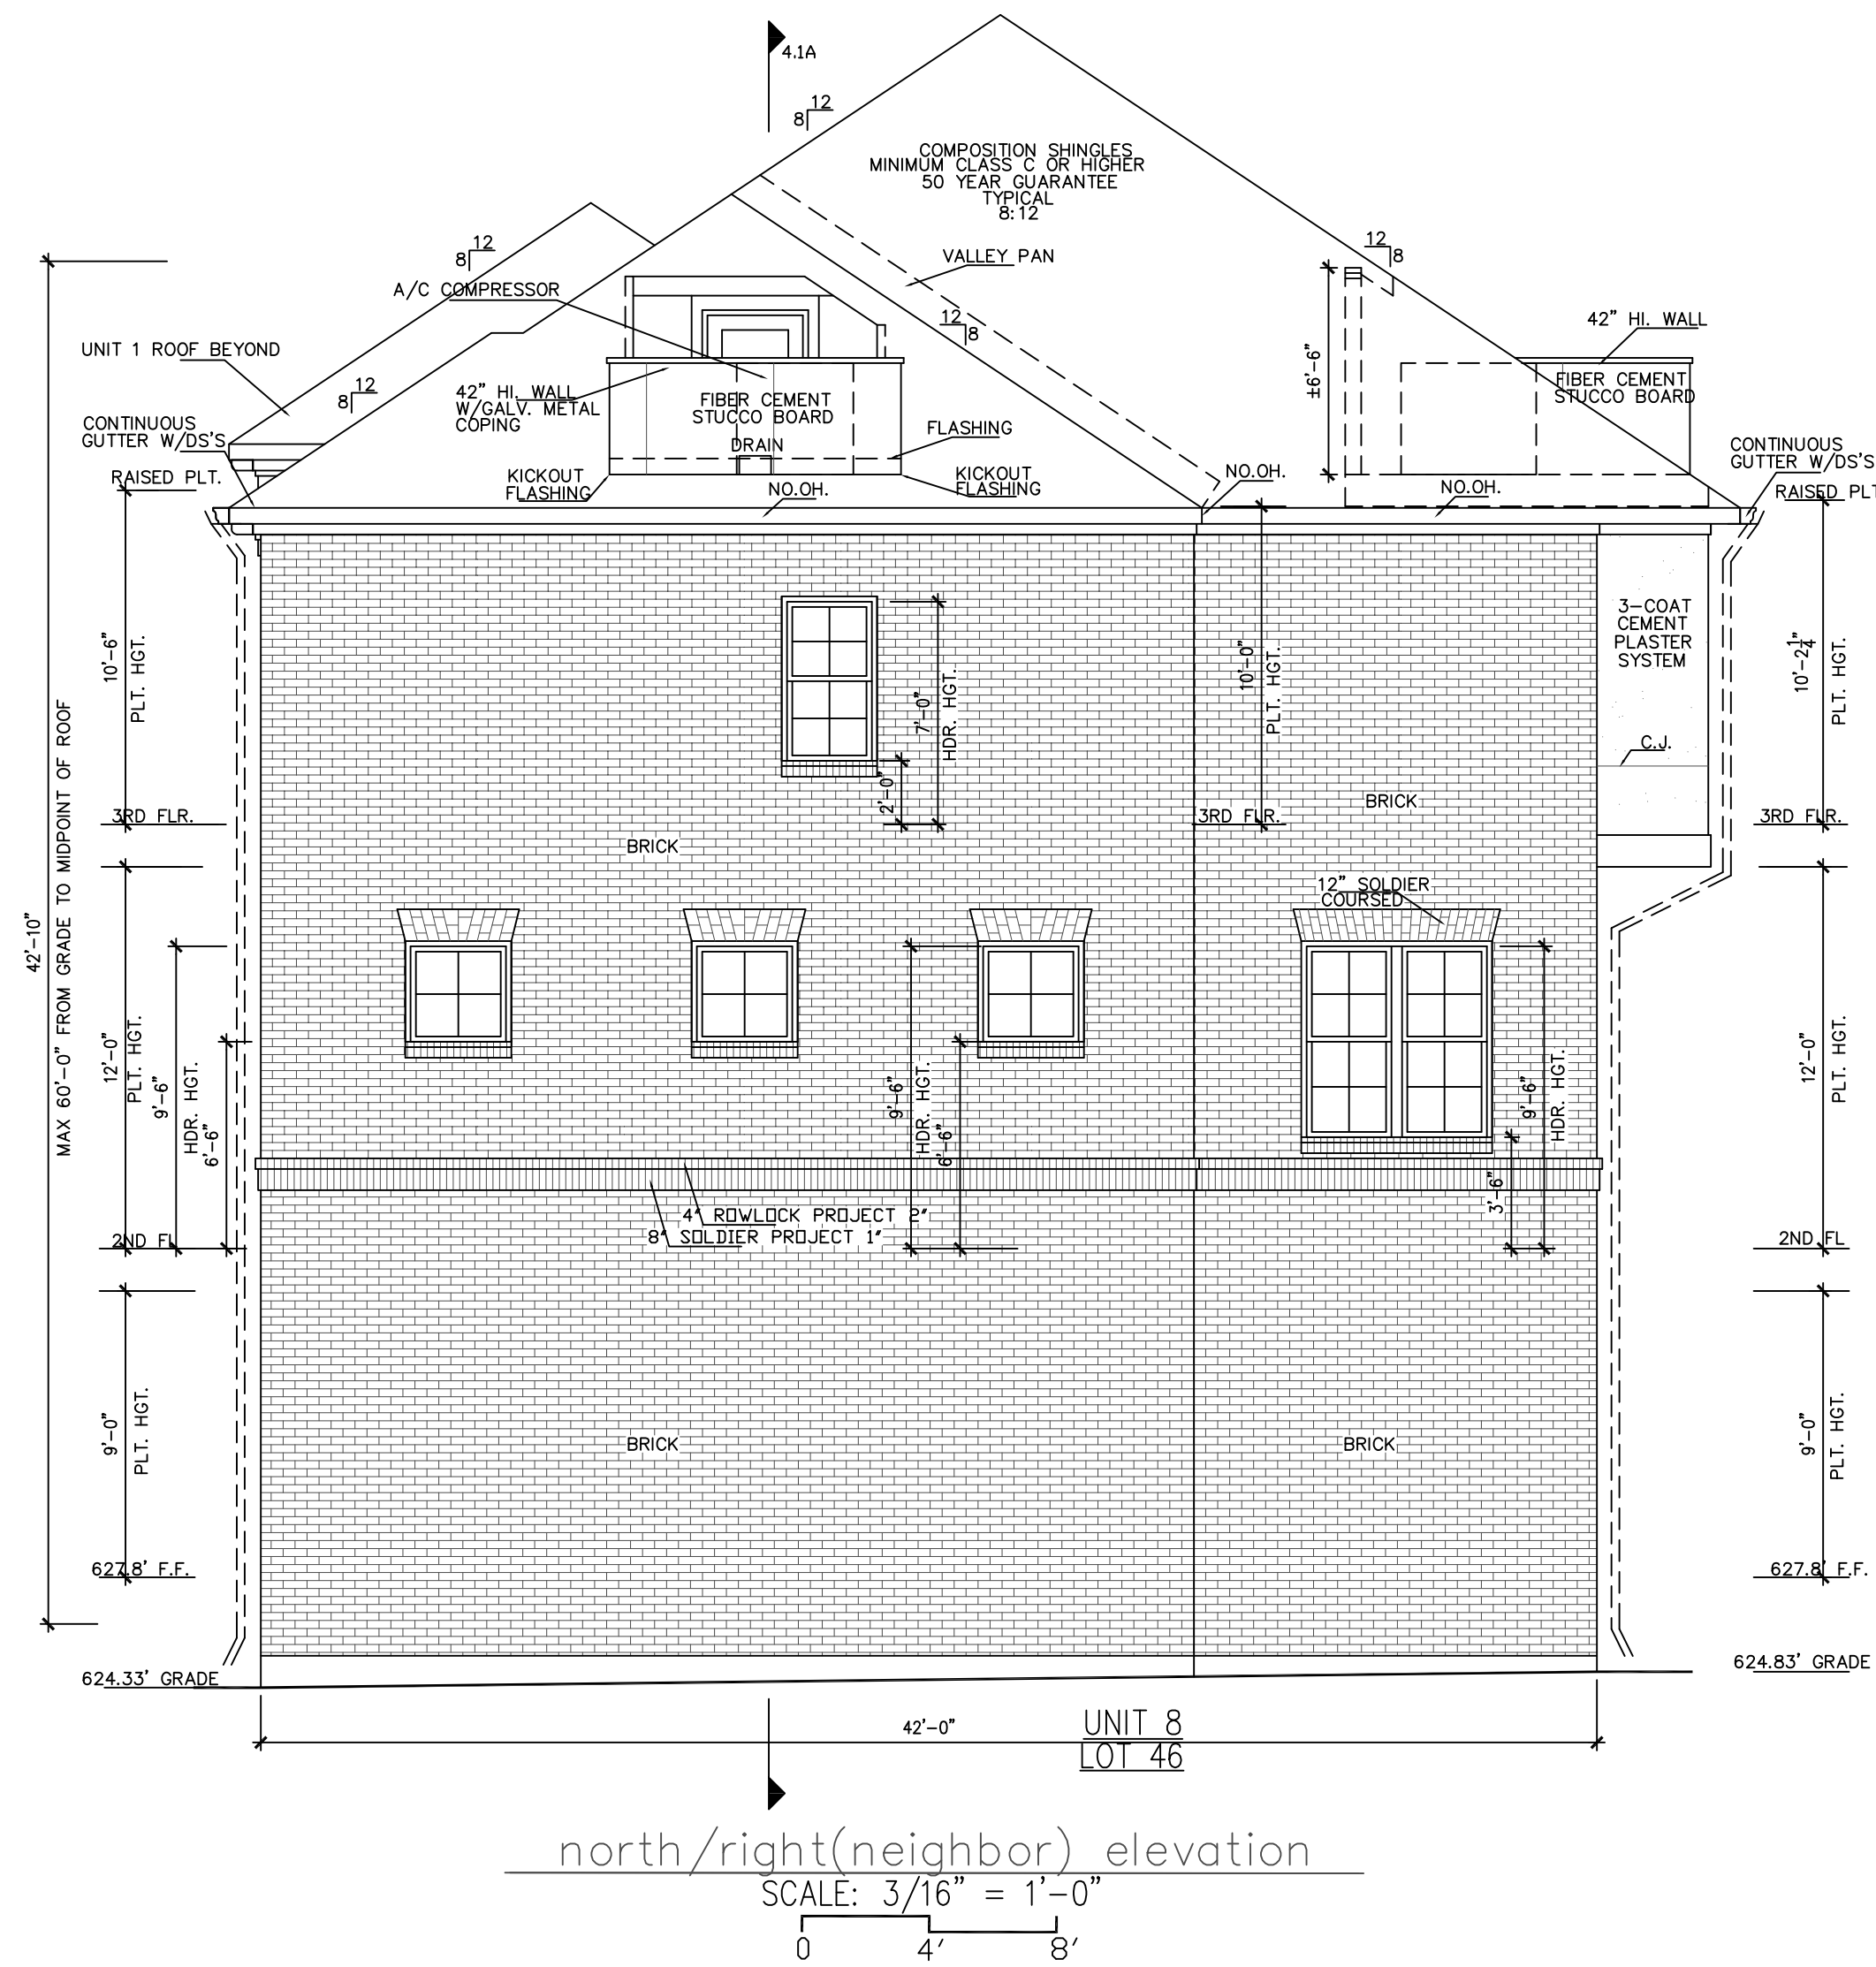 4.1A
12
8
COMPOSITION SHINGLES
MINIMUM CLASS C OR HIGHER
50 YEAR GUARANTEE
TYPICAL
8:12
12
8
12
8
VALLEY PAN
A/C COMPRESSOR
12
8
42" HI. WALL
UNIT 1 ROOF BEYOND
±6'-6"
12
8
42" HI. WALL
W/GALV. METAL
COPING
FIBER CEMENT
STUCCO BOARD
FIBER CEMENT
STUCCO BOARD
CONTINUOUS
GUTTER W/DS'S
FLASHING
DRAIN
CONTINUOUS
GUTTER W/DS'S
RAISED PLT.
KICKOUT
FLASHING
NO.OH.
KICKOUT
FLASHING
NO.OH.
NO.OH.
RAISED PLT
10'-6"
PLT. HGT.
7'-0"
HDR. HGT.
2'-0"
10'-0"
PLT. HGT.
3-COAT
CEMENT
PLASTER
SYSTEM
10'-2 1/4"
PLT. HGT.
C.J.
3RD FLR.
3RD FLR.
3RD FLR.
BRICK
BRICK
42'-10"
MAX 60'-0" FROM GRADE TO MIDPOINT OF ROOF
12" SOLDIER
COURSED
12'-0"
PLT. HGT.
9'-6"
HDR. HGT.
6'-6"
9'-6"
HDR. HGT.
6'-6"
9'-6"
HDR. HGT.
3'-6"
12'-0"
PLT. HGT.
4" ROWLOCK PROJECT 2"
8" SOLDIER PROJECT 1"
2ND FL
2ND FL
9'-0"
PLT. HGT.
BRICK
BRICK
9'-0"
PLT. HGT.
627.8' F.F.
627.8' F.F.
624.33' GRADE
624.83' GRADE
42'-0"
UNIT 8
LOT 46
north/right(neighbor) elevation
SCALE: 3/16" = 1'-0"
0 4' 8'